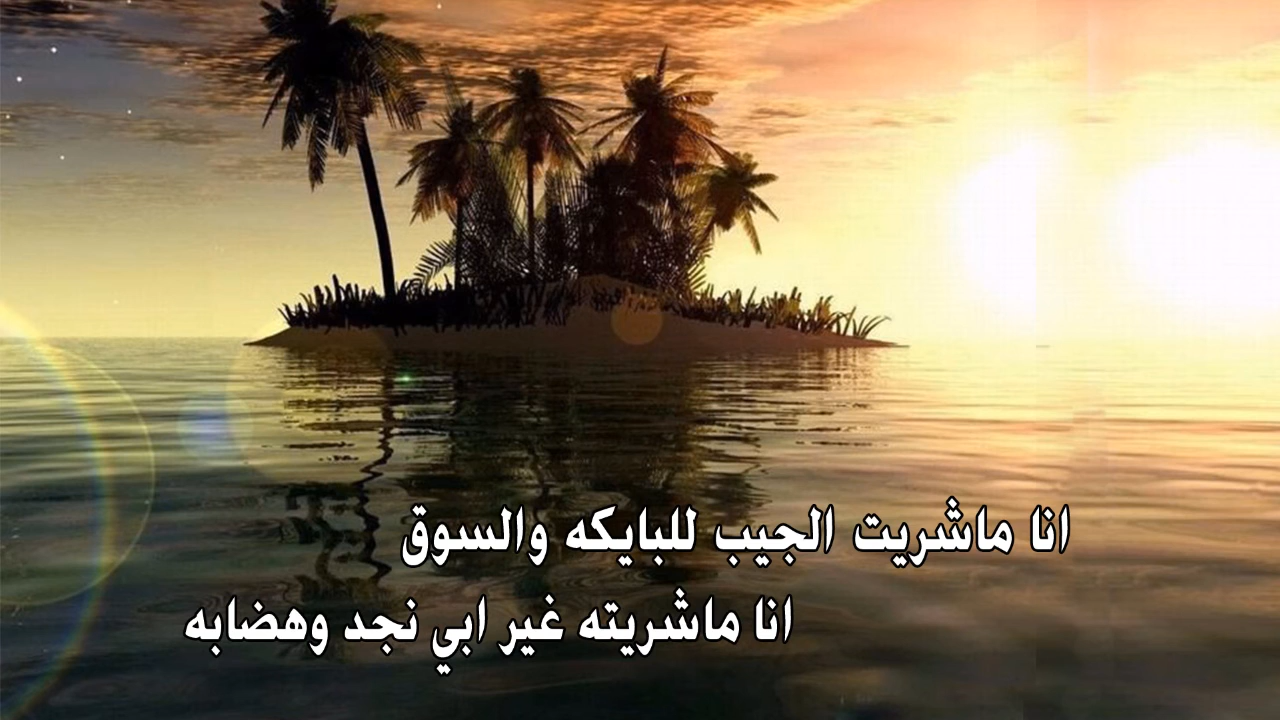 انا ماشريت الجيب للبايكه والسوق
انا ماشريته غير ابي نجد وهضابه